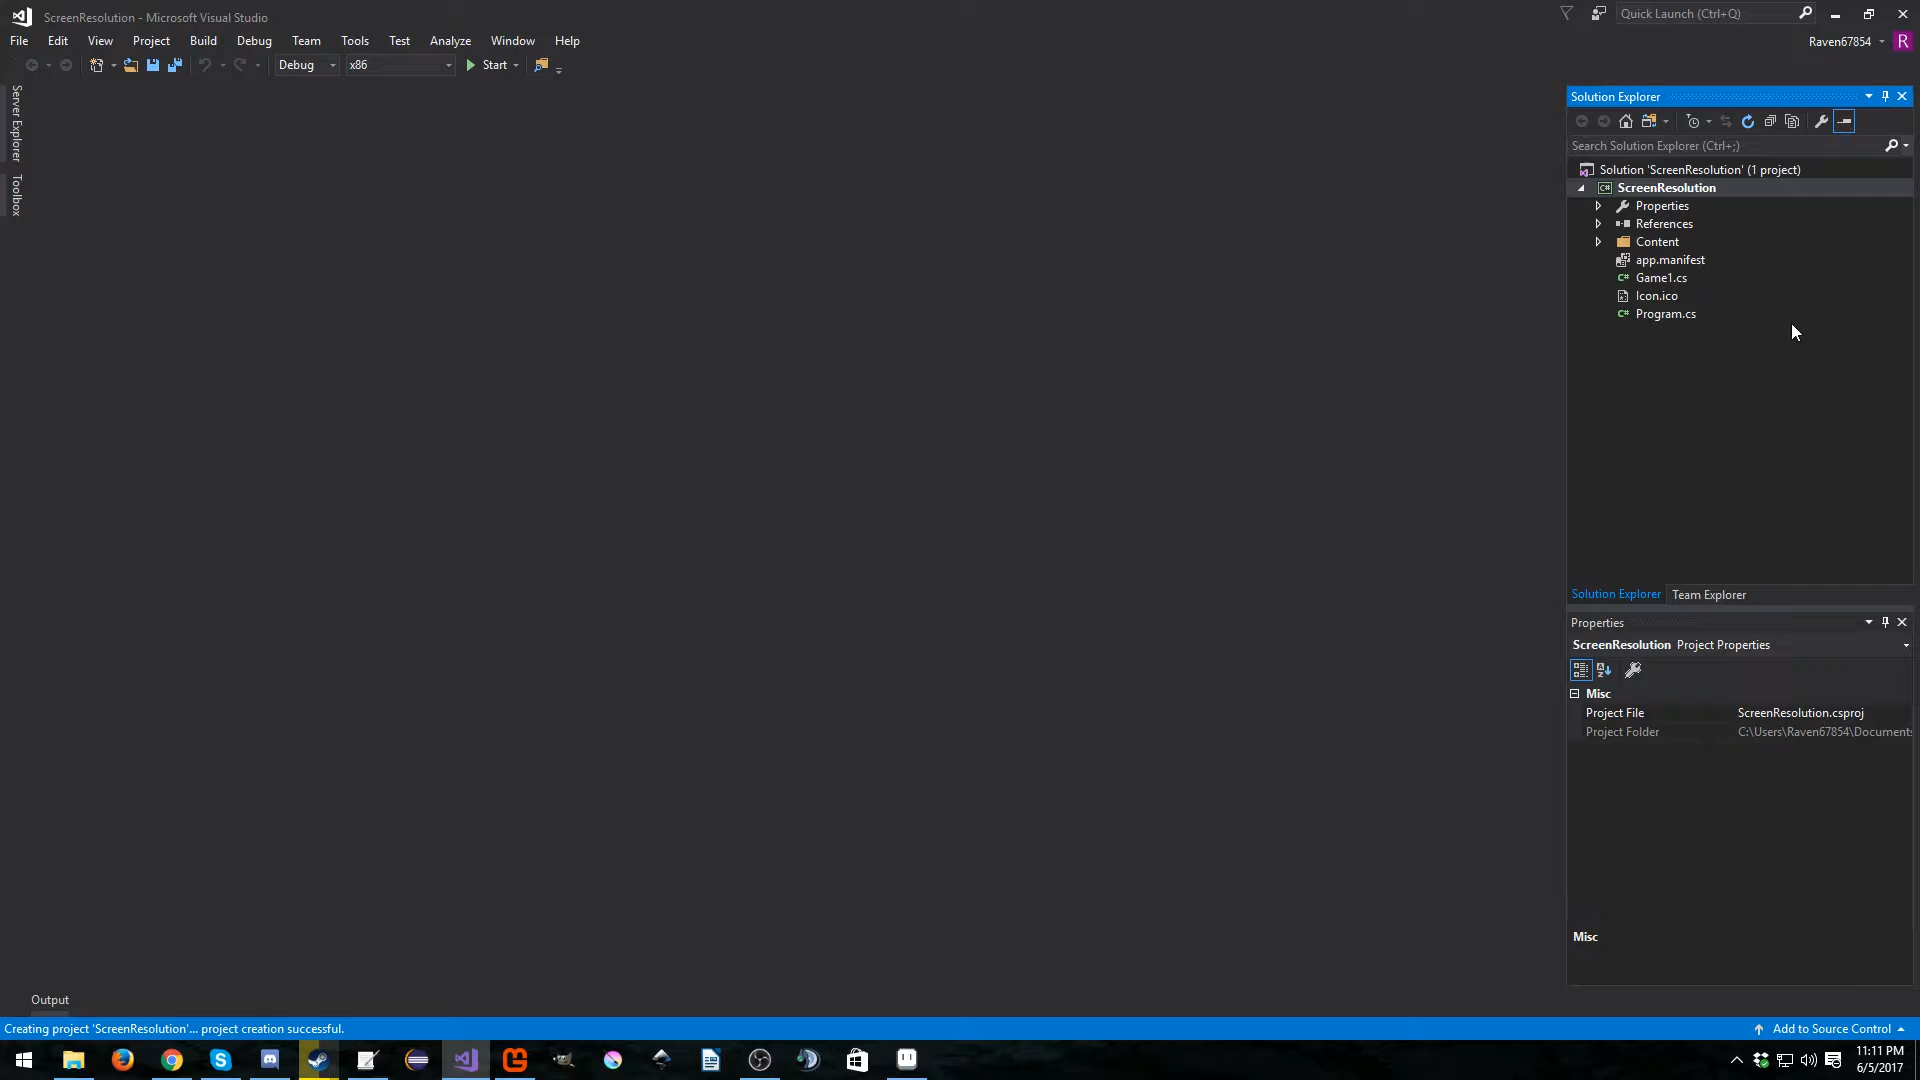 ScreenResolution - Microsoft Visual Studio
Quick Launch (Ctrl+Q)
File Edit View Project Build Debug Team Tools Test Analyze Window Help
Raven67854 R
Debug x86 Start
Server Explorer
Toolbox
Solution Explorer
Search Solution Explorer (Ctrl+;)
Solution 'ScreenResolution' (1 project)
C# ScreenResolution
Properties
References
Content
app.manifest
C# Game1.cs
Icon.ico
C# Program.cs
Solution Explorer Team Explorer
Properties
ScreenResolution Project Properties
Misc
Project File ScreenResolution.csproj
Project Folder C:\Users\Raven67854\Documents
Misc
Output
Creating project 'ScreenResolution'... project creation successful.
Add to Source Control
11:11 PM
6/5/2017